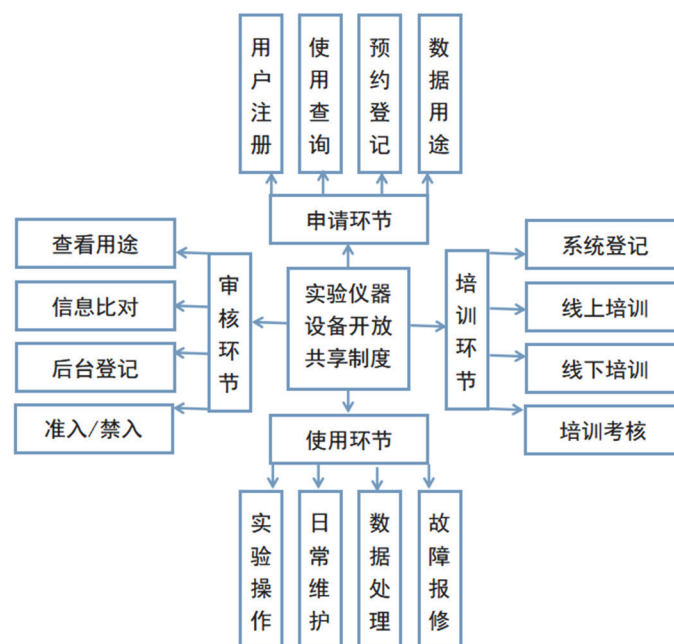 用户注册
使用查询
预约登记
数据用途
申请环节
查看用途
信息比对
后台登记
准入/禁入
审核环节
实验仪器
设备开放
共享制度
培训环节
系统登记
线上培训
线下培训
培训考核
使用环节
实验操作
日常维护
数据处理
故障报修